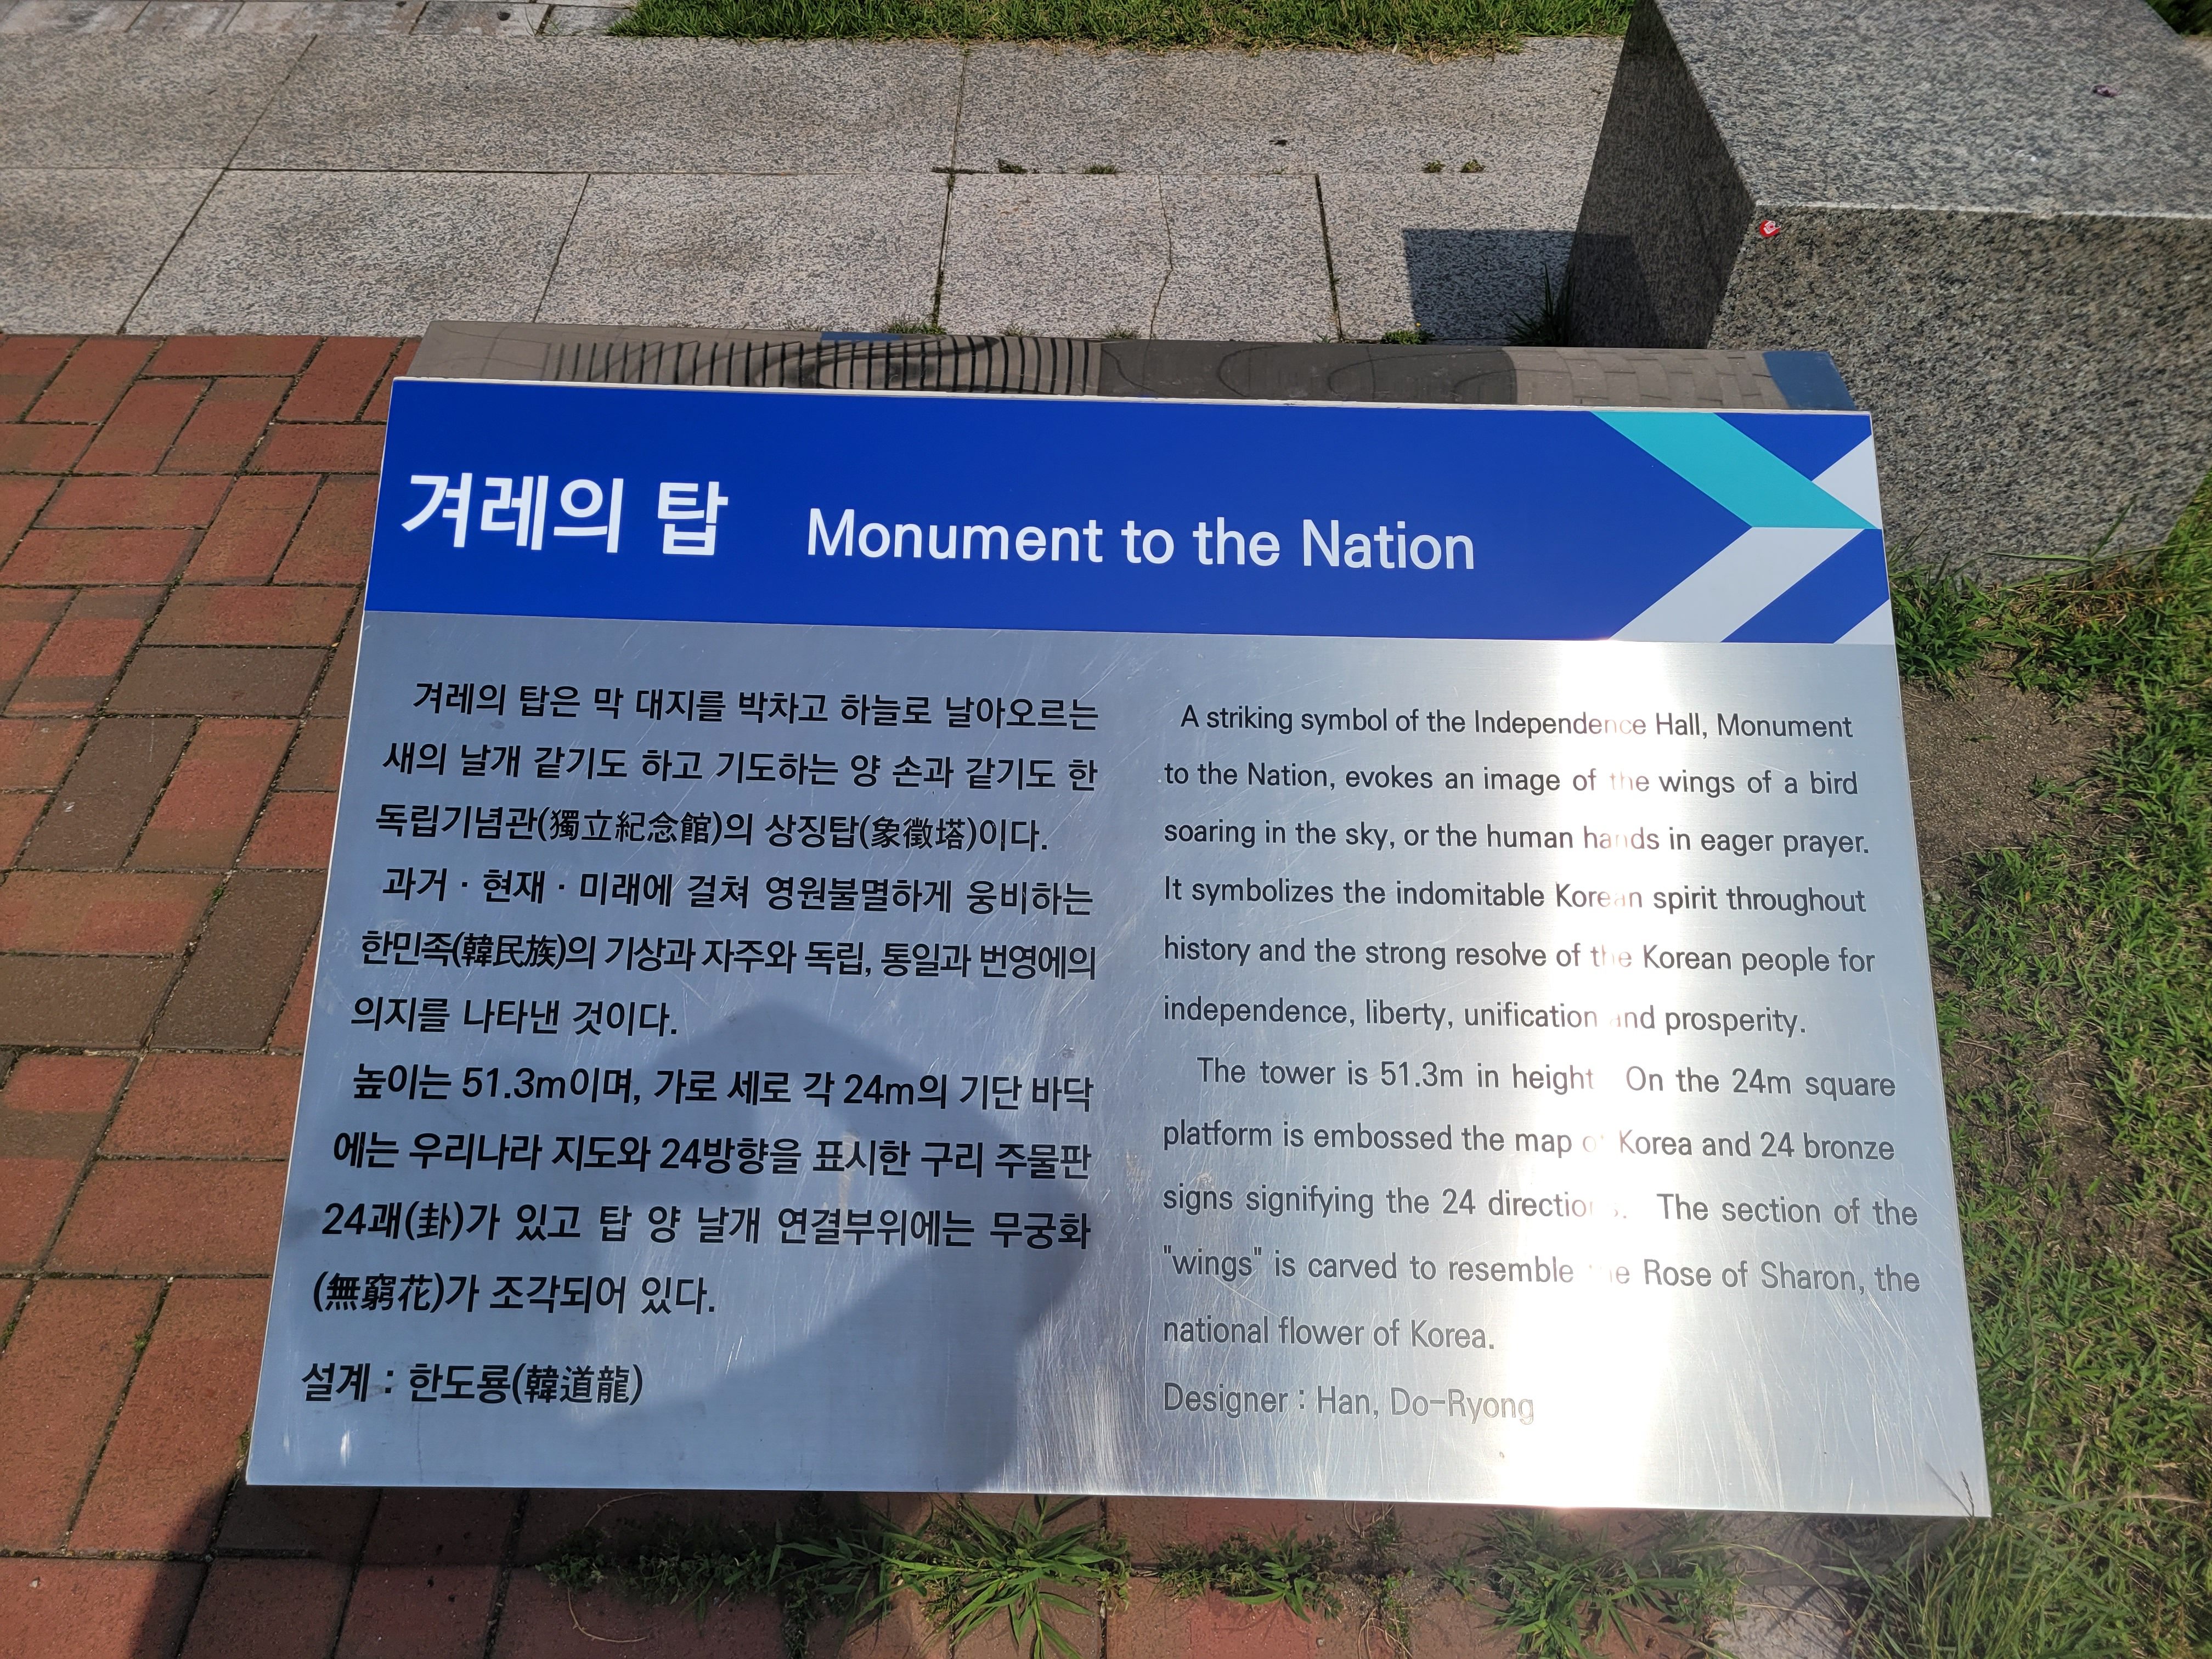 겨레의 탑 Monument to the Nation
겨레의 탑은 막 대지를 박차고 하늘로 날아오르는
새의 날개 같기도 하고 기도하는 양 손과 같기도 한
독립기념관(獨立紀念館)의 상징탑(象徵塔)이다.
과거 · 현재 · 미래에 걸쳐 영원불멸하게 웅비하는
한민족(韓民族)의 기상과 자주와 독립, 통일과 번영에의
의지를 나타낸 것이다.
높이는 51.3m이며, 가로 세로 각 24m의 기단 바닥
에는 우리나라 지도와 24방향을 표시한 구리 주물판
24괘(卦)가 있고 탑 양 날개 연결부위에는 무궁화
(無窮花)가 조각되어 있다.
설계 : 한도룡(韓道龍)
A striking symbol of the Independence Hall, Monument
to the Nation, evokes an image of the wings of a bird
soaring in the sky, or the human hands in eager prayer.
It symbolizes the indomitable Korean spirit throughout
history and the strong resolve of the Korean people for
independence, liberty, unification and prosperity.
The tower is 51.3m in height. On the 24m square
platform is embossed the map of Korea and 24 bronze
signs signifying the 24 directions. The section of the
"wings" is carved to resemble the Rose of Sharon, the
national flower of Korea.
Designer : Han, Do-Ryong